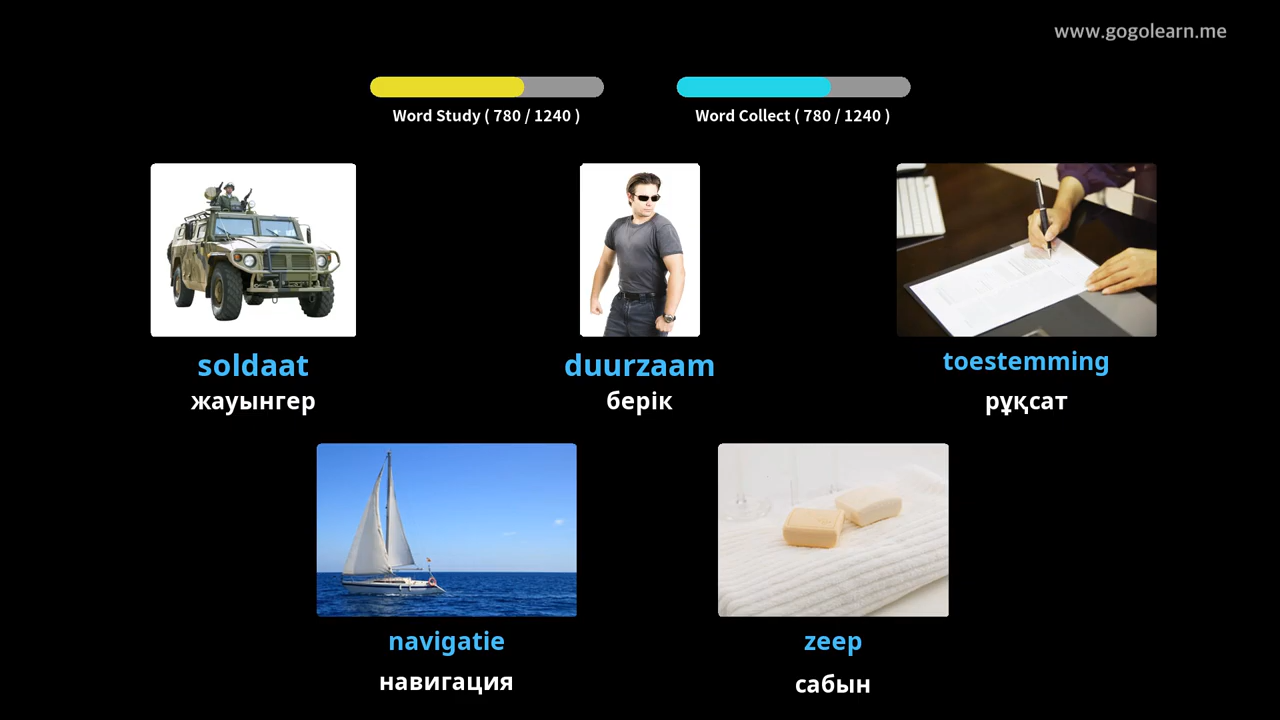 www.gogolearn.me
Word Study ( 780 / 1240 )
Word Collect ( 780 / 1240 )
soldaat
жауынгер
duurzaam
берік
toestemming
рұқсат
navigatie
навигация
zeep
сабын